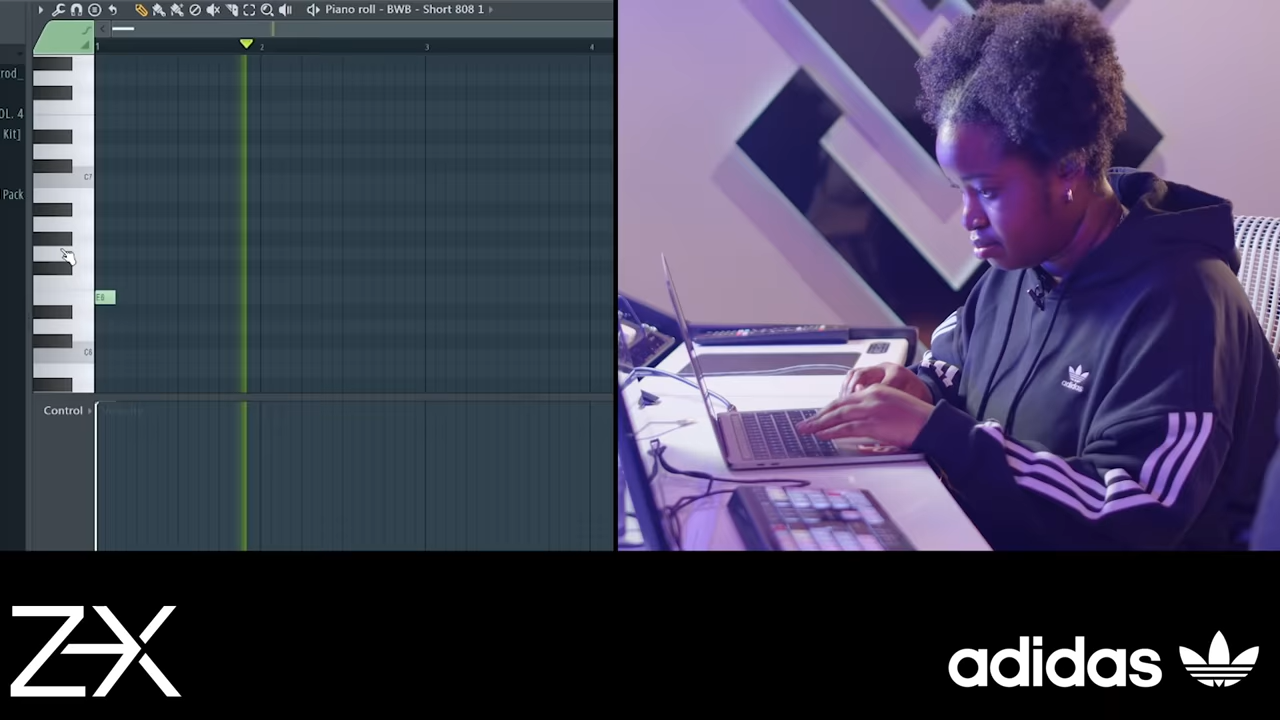 Piano roll - BWB - Short 808 1
1
2
3
4
rod_
OL. 4
Kit]
Pack
C7
E6
C6
Control
adidas
ZX
adidas